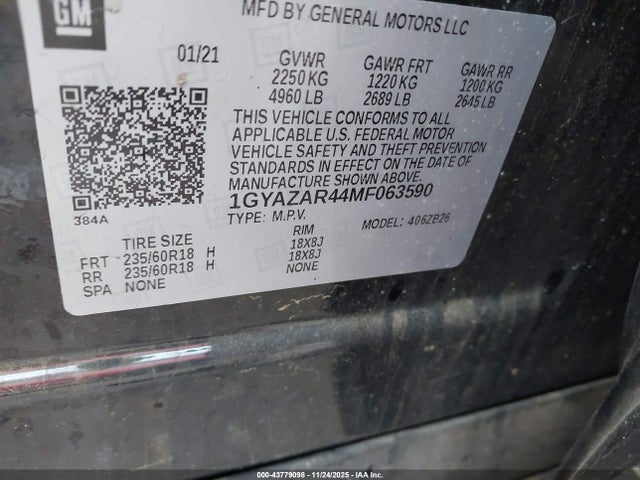 GM
MFD BY GENERAL MOTORS LLC
01/21 GVWR GAWR FRT GAWR RR
2250 KG 1220 KG 1200 KG
4960 LB 2689 LB 2645 LB
THIS VEHICLE CONFORMS TO ALL
APPLICABLE U.S. FEDERAL MOTOR
VEHICLE SAFETY AND THEFT PREVENTION
STANDARDS IN EFFECT ON THE DATE OF
MANUFACTURE SHOWN ABOVE.
384A 1GYAZAR44MF063590
TYPE: M.P.V. MODEL: 406ZB26
TIRE SIZE RIM
FRT 235/60R18 H 18X8J
RR 235/60R18 H 18X8J
SPA NONE NONE
000-43779098 11/24/2025 COPART.COM